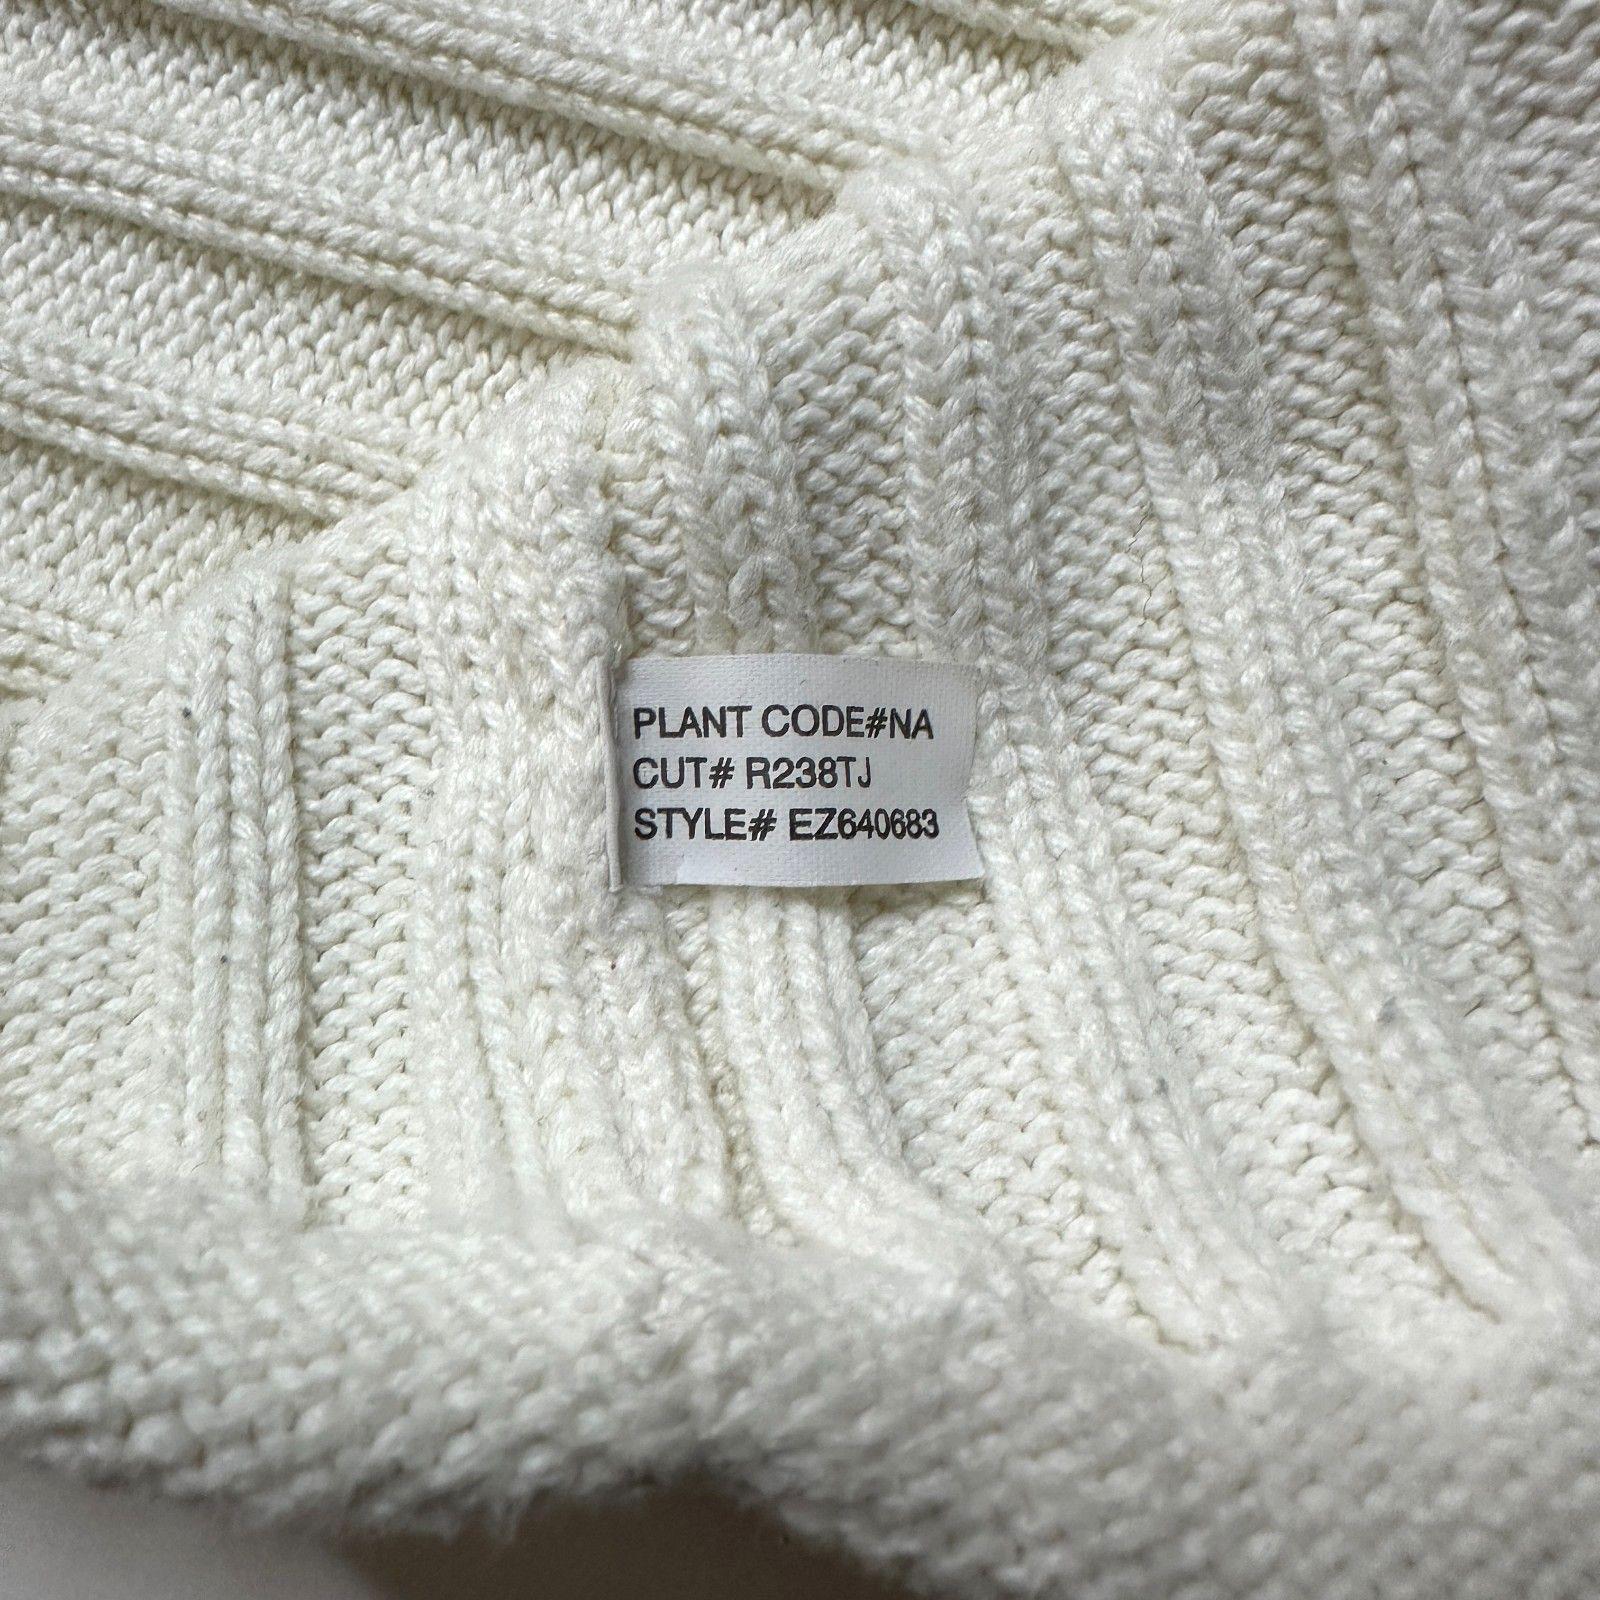 PLANT CODE#NA
CUT# R238TJ
STYLE# EZ640683